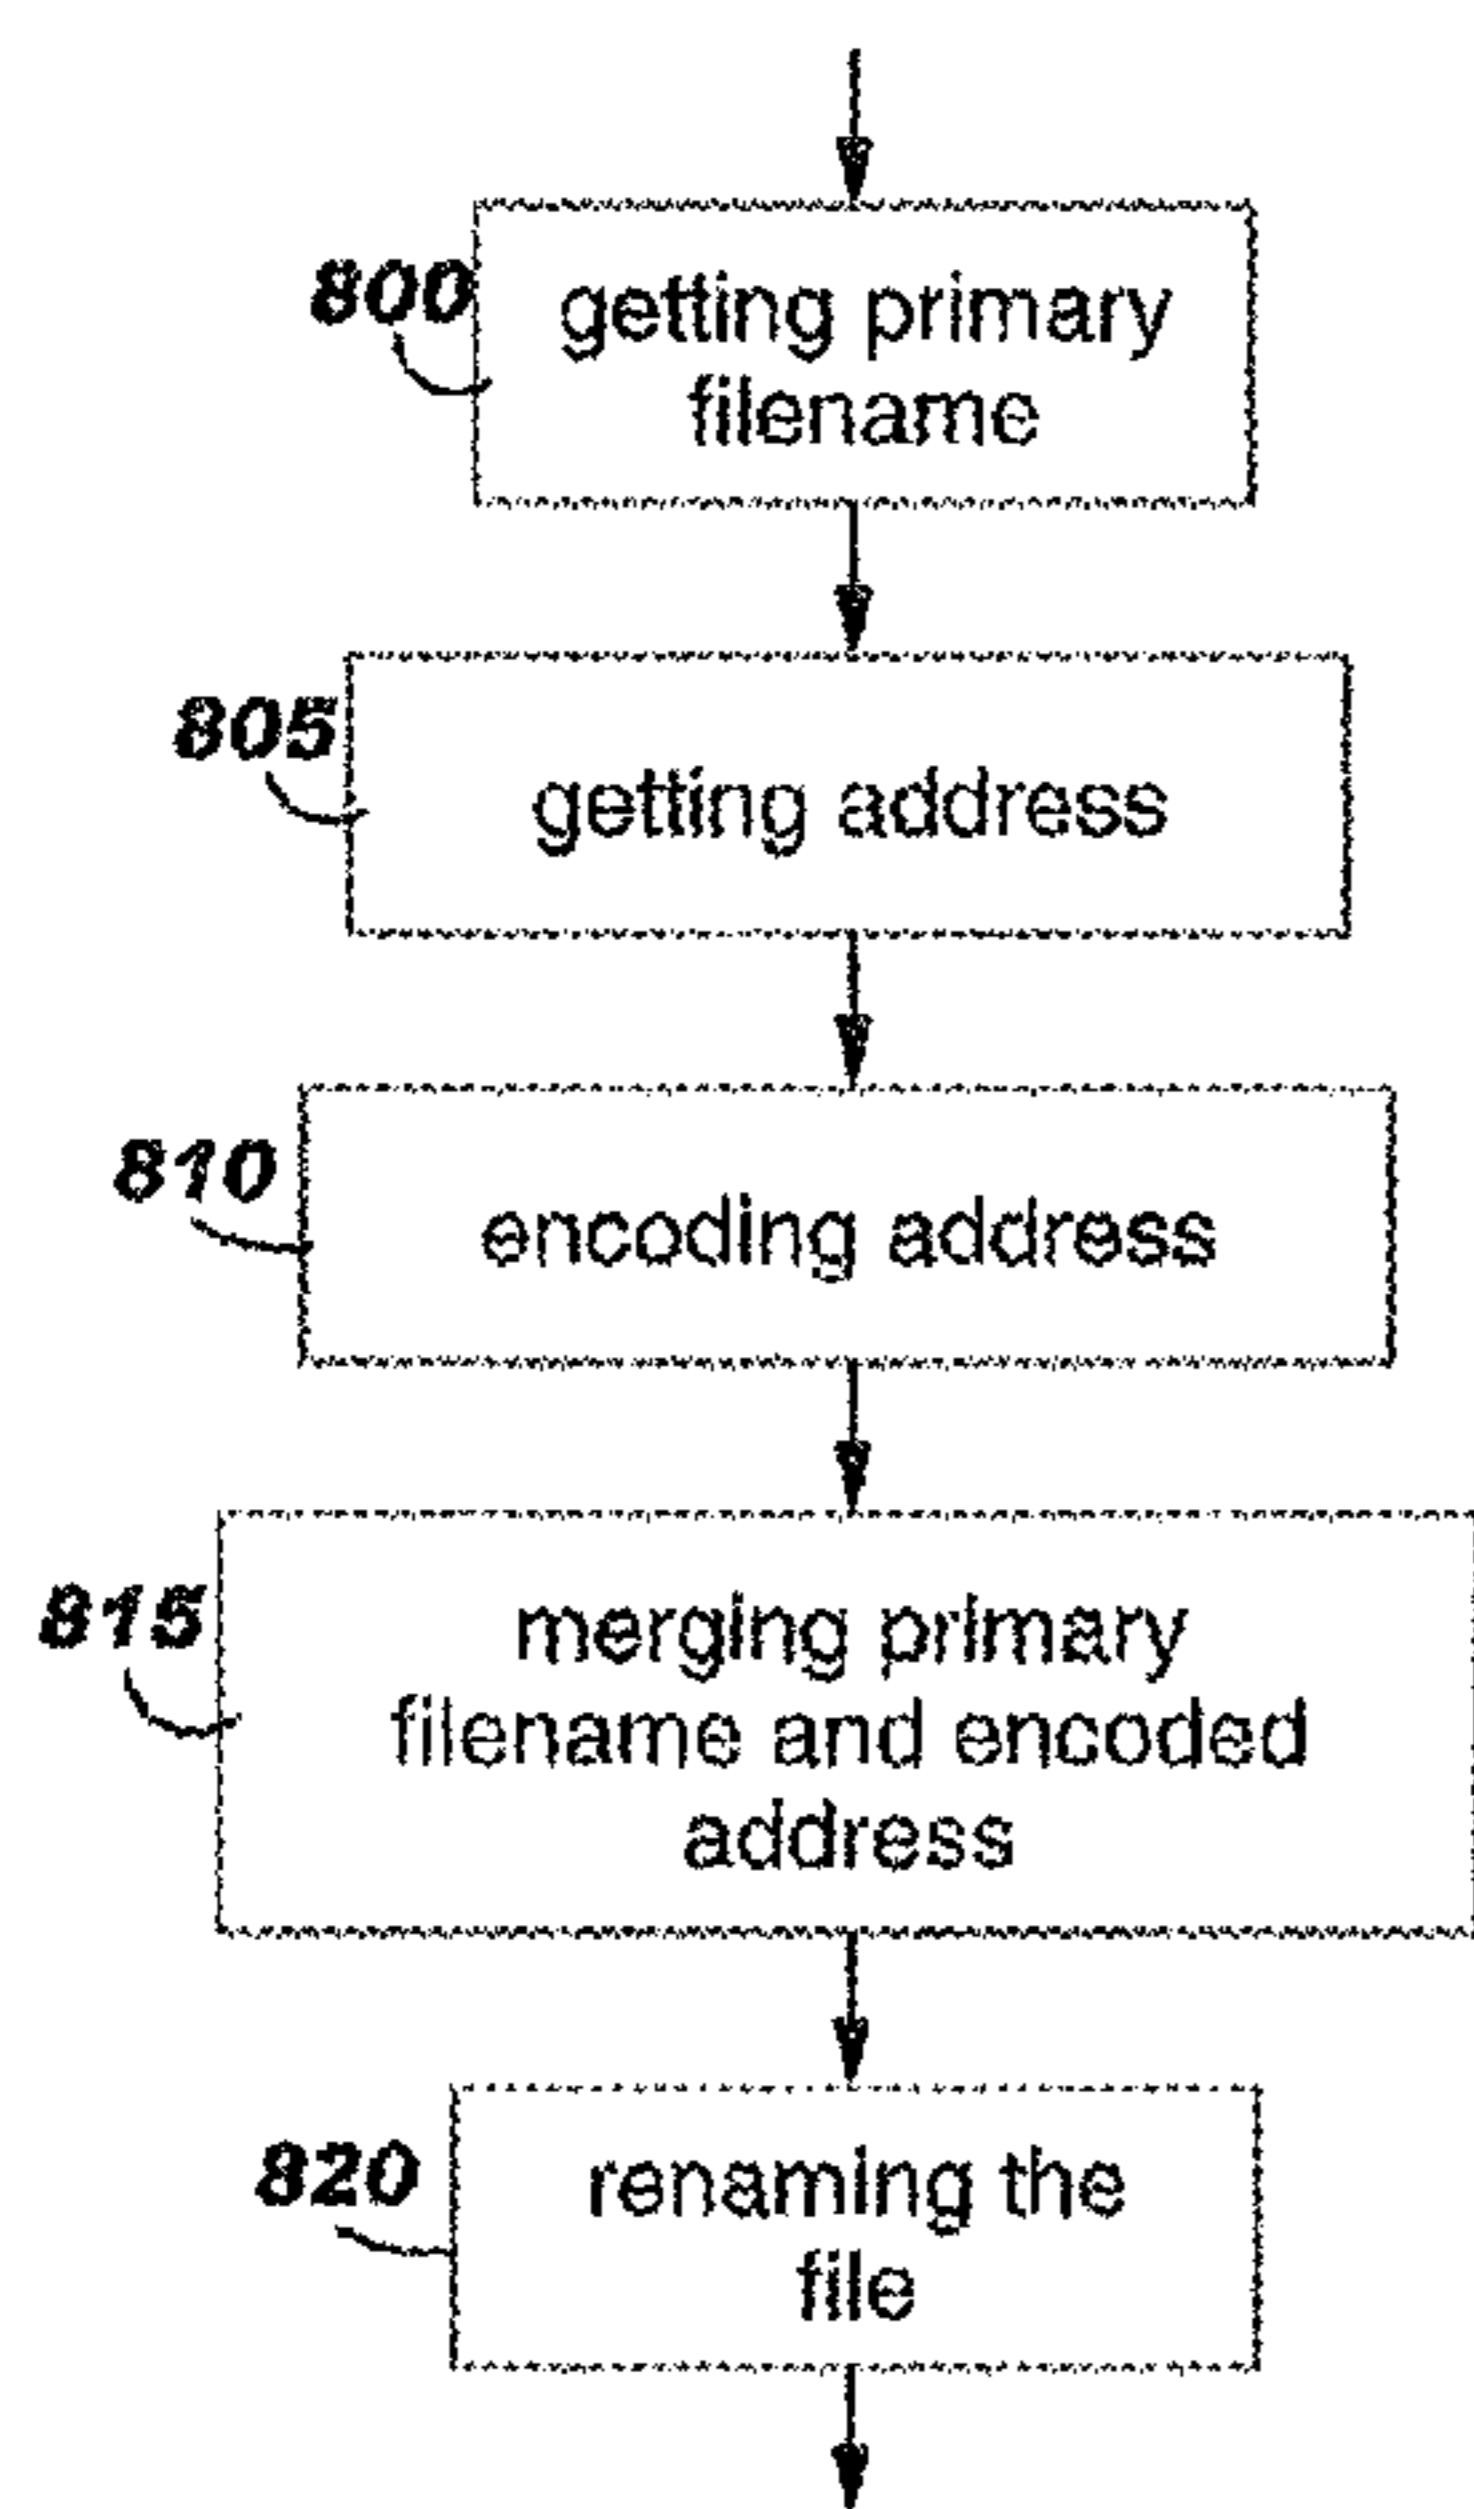 800
getting primary
filename
805
getting address
810
encoding address
815
merging primary
filename and encoded
address
820
renaming the
file